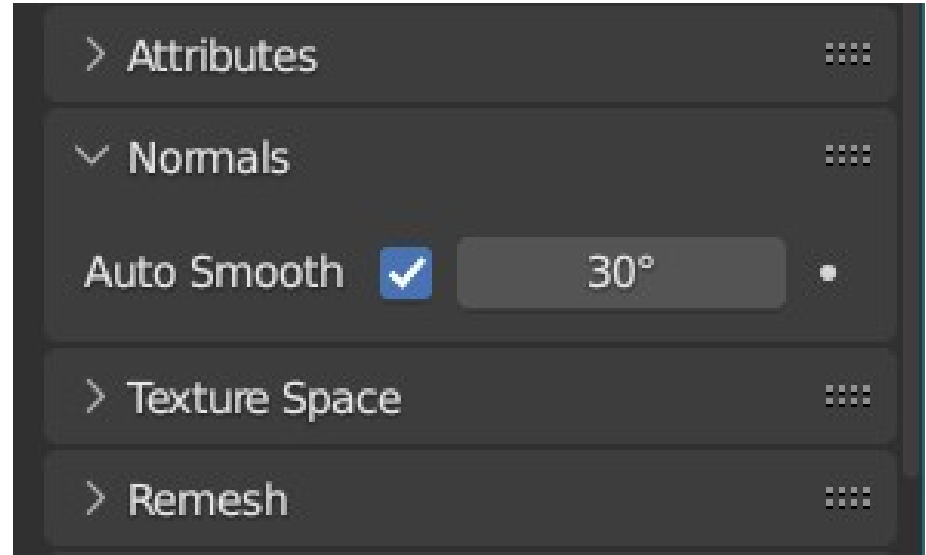 Attributes
Normals
Auto Smooth 30°
Texture Space
Remesh